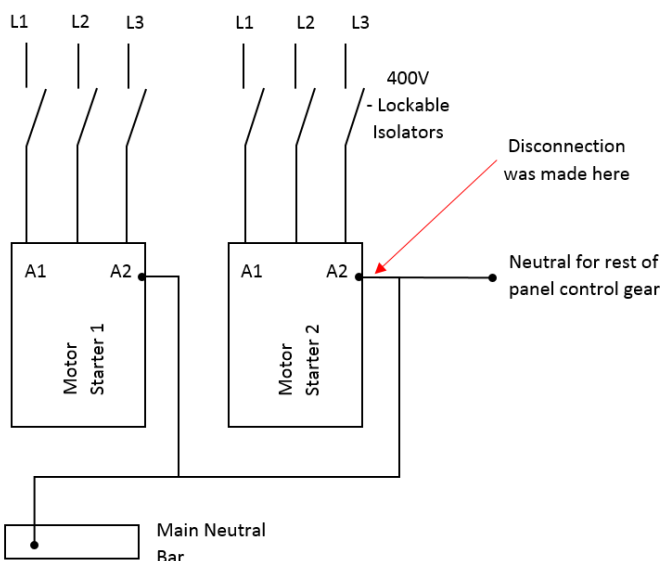 L1 L2 L3
L1 L2 L3
400V
- Lockable
Isolators
Disconnection
was made here
A1 A2
Motor
Starter 1
A1 A2
Motor
Starter 2
Neutral for rest of
panel control gear
Main Neutral
Bar